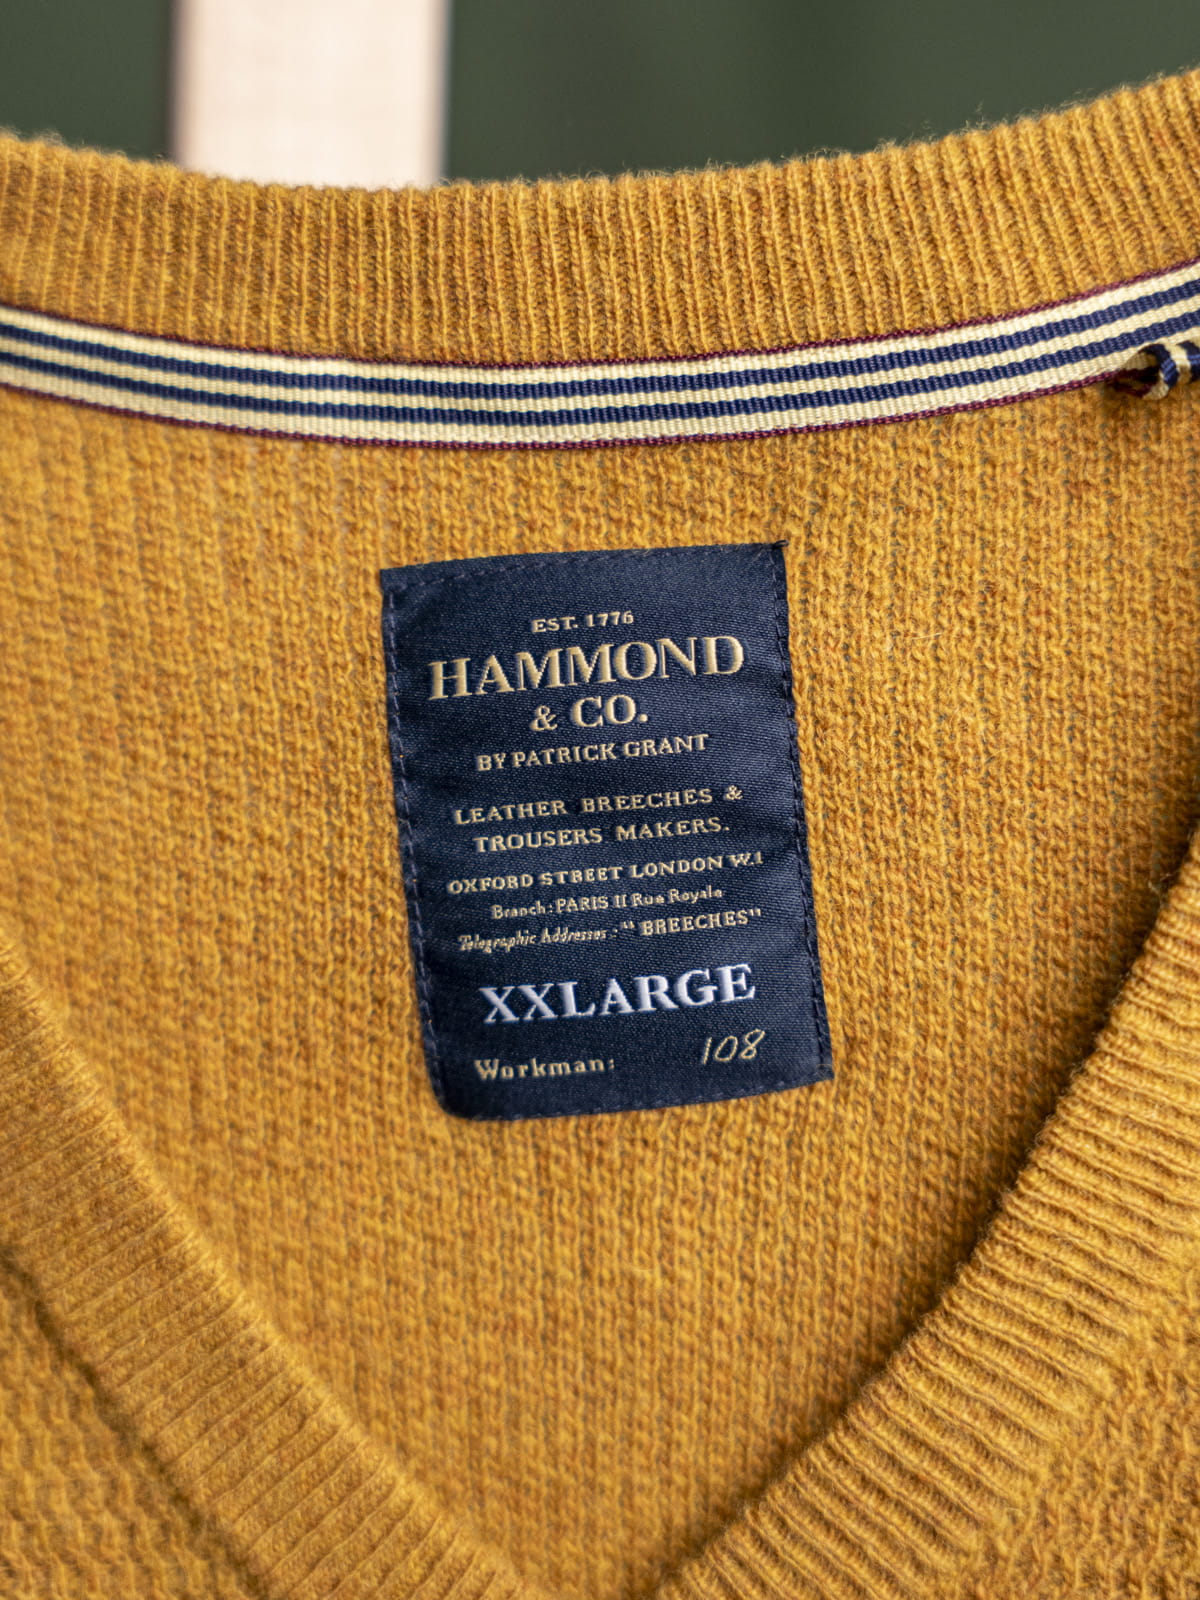 EST. 1776
HAMMOND
& CO.
BY PATRICK GRANT
LEATHER BREECHES &
TROUSERS MAKERS.
OXFORD STREET LONDON W.1
Branch: PARIS 11 Rue Royale
Telegraphic Addresses: "BREECHES"
XXLARGE
Workman: 108